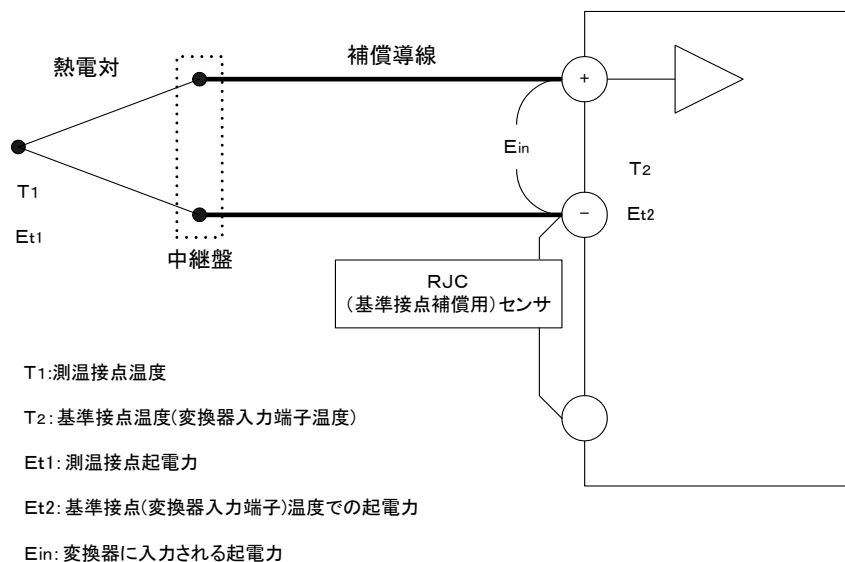 熱電対
補償導線
+
Ein
T2
T1
Et1
−
Et2
中継盤
RJC
(基準接点補償用)センサ
T1:測温接点温度
T2:基準接点温度(変換器入力端子温度)
Et1:測温接点起電力
Et2:基準接点(変換器入力端子)温度での起電力
Ein:変換器に入力される起電力